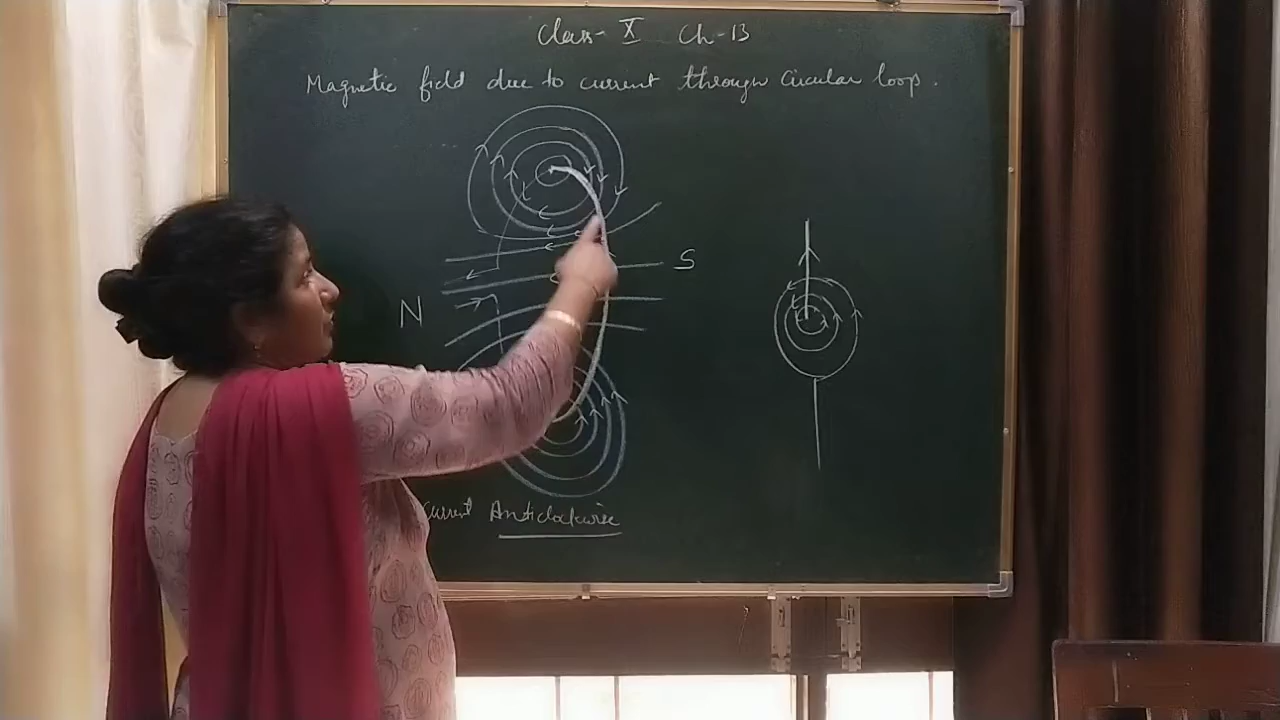 Class - X Ch - 13
Magnetic field due to current through Circular loop.
S
N
current Anticlockwise